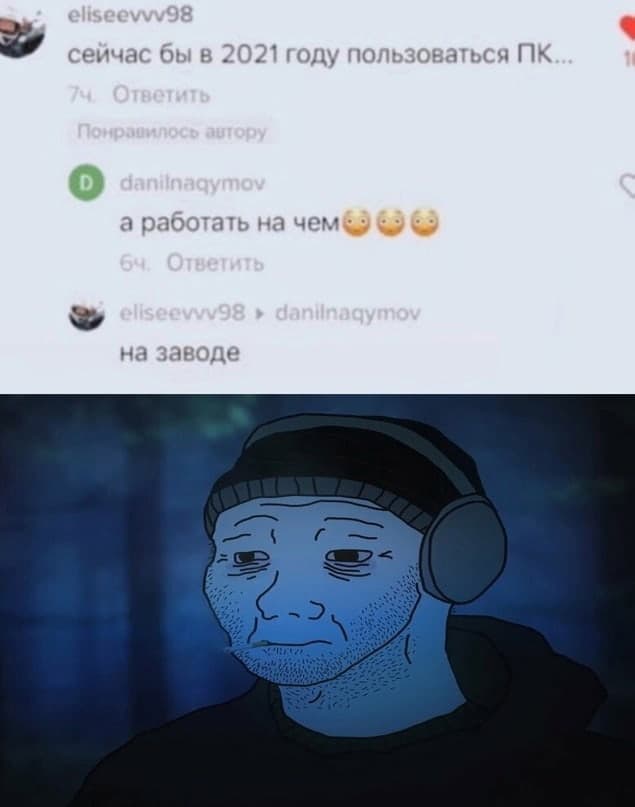 eliseevvv98
сейчас бы в 2021 году пользоваться ПК...
7ч. Ответить
Понравилось автору
D
danilnaqymov
а работать на чем😳😳😳
6ч. Ответить
eliseevvv98 ▸ danilnaqymov
на заводе